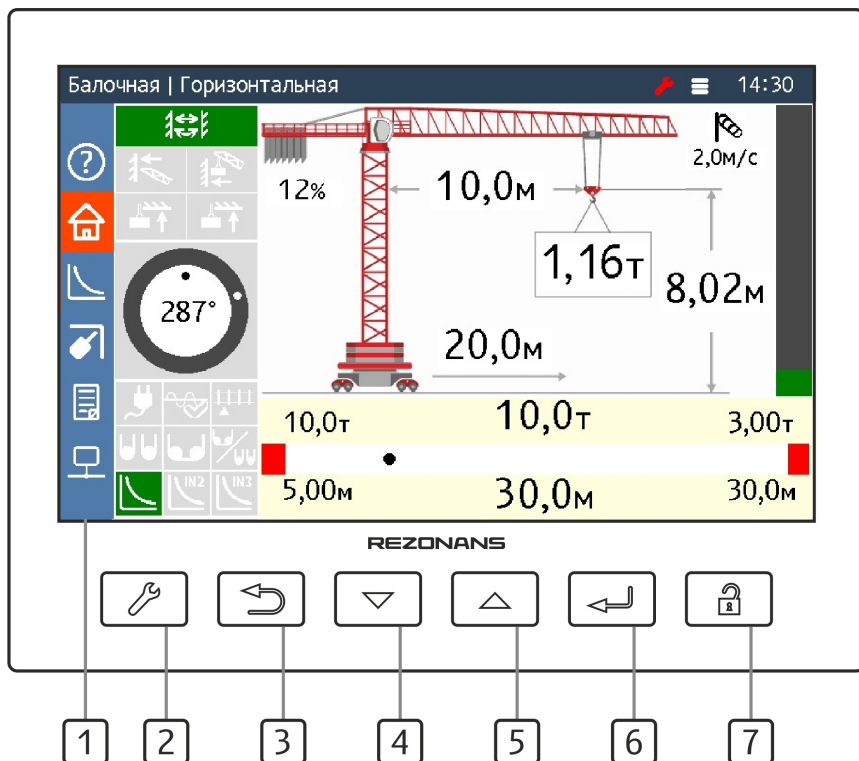 Балочная | Горизонтальная 14:30
?
2,0м/с
12% 10,0м
1,16т
8,02м
287°
20,0м
10,0т 10,0т 3,00т
5,00м 30,0м 30,0м
IN2 IN3
REZONANS
1 2 3 4 5 6 7